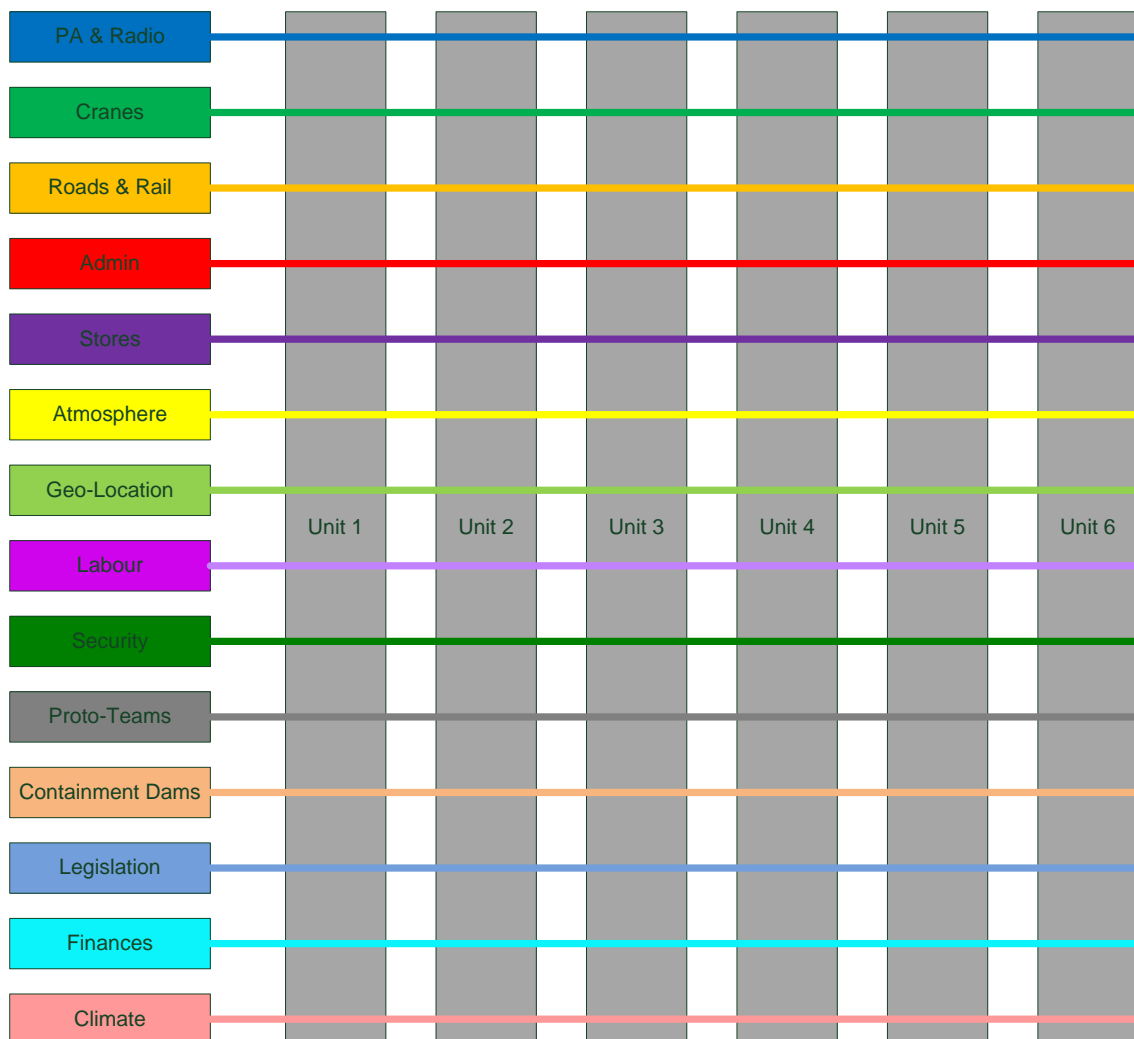 PA & Radio
Cranes
Roads & Rail
Admin
Stores
Atmosphere
Geo-Location
Unit 1 Unit 2 Unit 3 Unit 4 Unit 5 Unit 6
Labour
Security
Proto-Teams
Containment Dams
Legislation
Finances
Climate